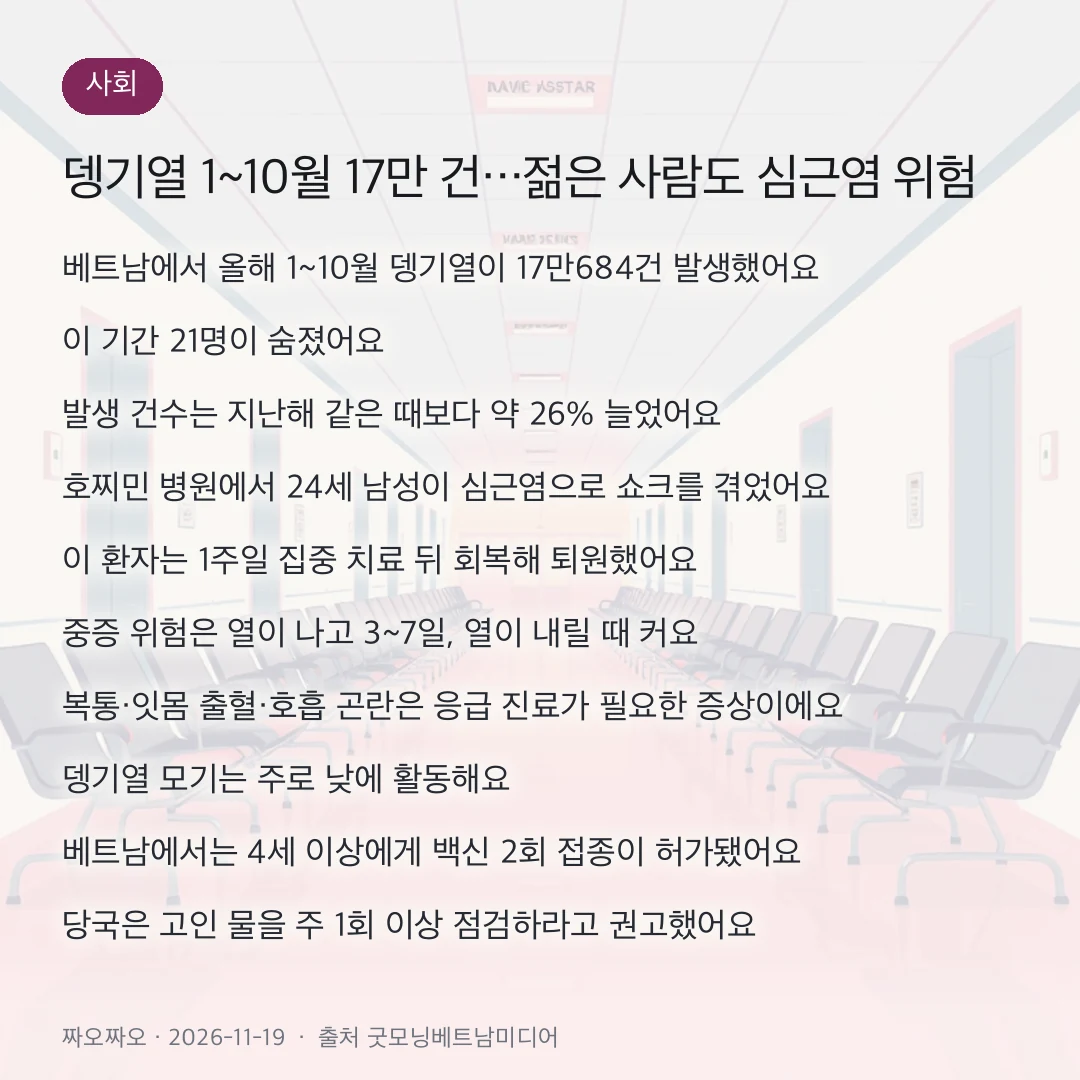 사회
뎅기열 1~10월 17만 건…젊은 사람도 심근염 위험
베트남에서 올해 1~10월 뎅기열이 17만684건 발생했어요
이 기간 21명이 숨졌어요
발생 건수는 지난해 같은 때보다 약 26% 늘었어요
호찌민 병원에서 24세 남성이 심근염으로 쇼크를 겪었어요
이 환자는 1주일 집중 치료 뒤 회복해 퇴원했어요
중증 위험은 열이 나고 3~7일, 열이 내릴 때 커요
복통·잇몸 출혈·호흡 곤란은 응급 진료가 필요한 증상이에요
뎅기열 모기는 주로 낮에 활동해요
베트남에서는 4세 이상에게 백신 2회 접종이 허가됐어요
당국은 고인 물을 주 1회 이상 점검하라고 권고했어요
짜오짜오 · 2026-11-19 · 출처 굿모닝베트남미디어